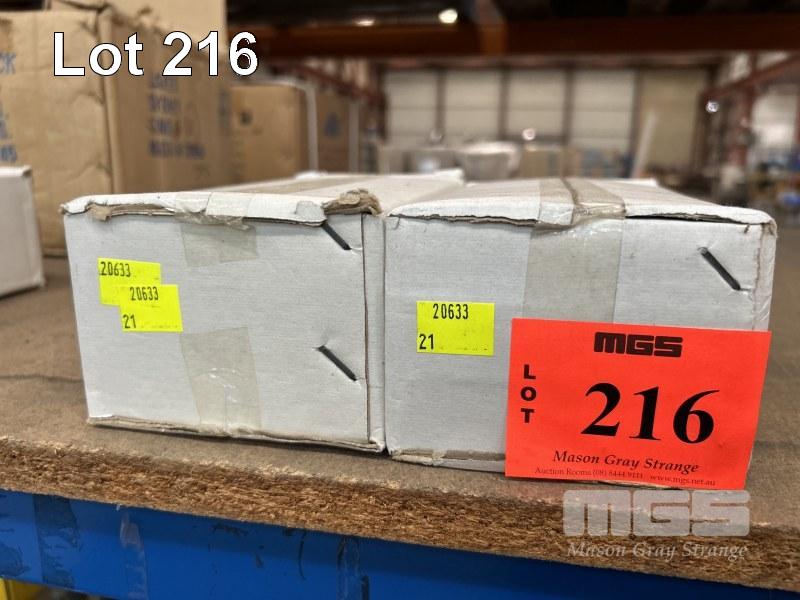 Lot 216
20633
20633
21
20633
21
MGS
LOT
216
Mason Gray Strange
Auction Rooms (08) 8444 9111 www.mgs.net.au
MGS
Mason Gray Strange